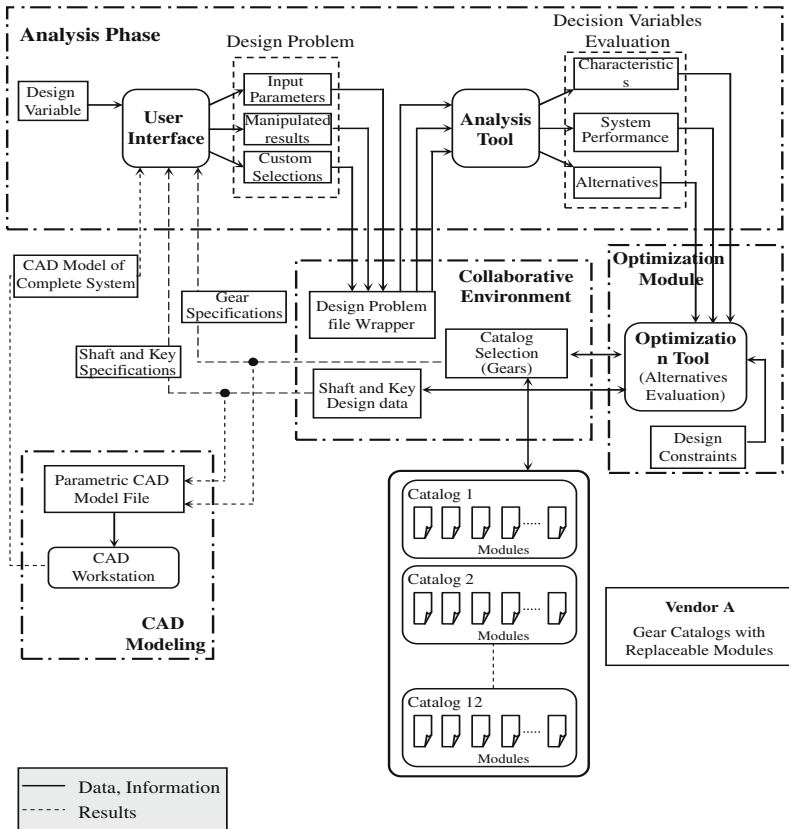 Analysis Phase
Design Problem
Decision Variables
Evaluation
Design
Variable
User
Interface
Input
Parameters
Manipulated
results
Custom
Selections
Analysis
Tool
Characteristic
s
System
Performance
Alternatives
CAD Model of
Complete System
Gear
Specifications
Shaft and Key
Specifications
Collaborative
Environment
Design Problem
file Wrapper
Catalog
Selection
(Gears)
Shaft and Key
Design data
Optimization
Module
Optimizatio
n Tool
(Alternatives
Evaluation)
Design
Constraints
Parametric CAD
Model File
CAD
Workstation
CAD
Modeling
Catalog 1
.....
Modules
Catalog 2
.....
Modules
Catalog 12
.....
Modules
Vendor A
Gear Catalogs with
Replaceable Modules
Data, Information
Results